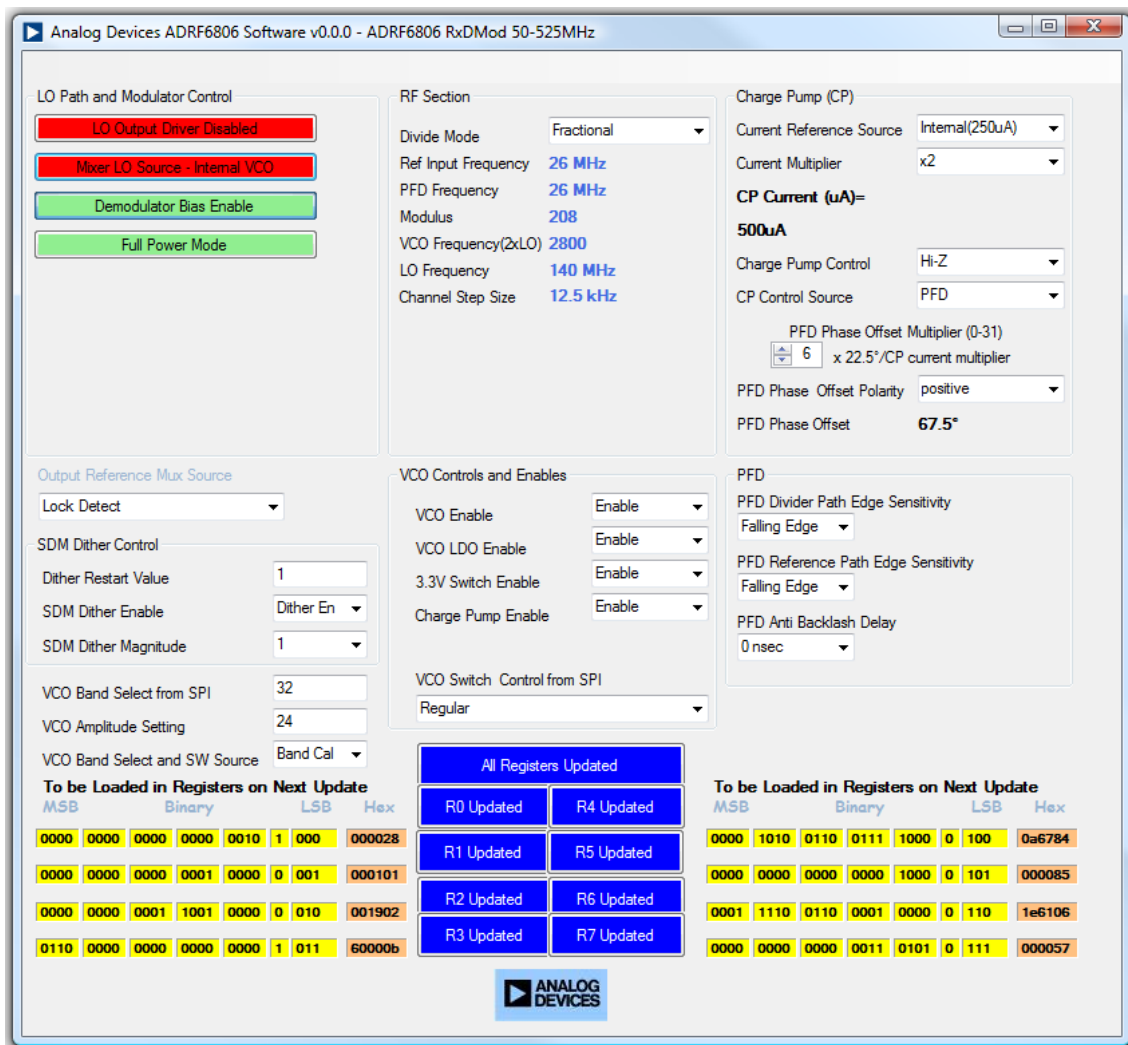 Analog Devices ADRF6806 Software v0.0.0 - ADRF6806 RxDMod 50-525MHz
LO Path and Modulator Control
LO Output Driver Disabled
Mixer LO Source - Internal VCO
Demodulator Bias Enable
Full Power Mode
RF Section
Divide Mode Fractional
Ref Input Frequency 26 MHz
PFD Frequency 26 MHz
Modulus 208
VCO Frequency(2xLO) 2800
LO Frequency 140 MHz
Channel Step Size 12.5 kHz
Charge Pump (CP)
Current Reference Source Internal(250uA)
Current Multiplier x2
CP Current (uA)=
500uA
Charge Pump Control Hi-Z
CP Control Source PFD
PFD Phase Offset Multiplier (0-31)
6 x 22.5°/CP current multiplier
PFD Phase Offset Polarity positive
PFD Phase Offset 67.5°
Output Reference Mux Source
Lock Detect
SDM Dither Control
Dither Restart Value 1
SDM Dither Enable Dither En
SDM Dither Magnitude 1
VCO Band Select from SPI 32
VCO Amplitude Setting 24
VCO Band Select and SW Source Band Cal
VCO Controls and Enables
VCO Enable Enable
VCO LDO Enable Enable
3.3V Switch Enable Enable
Charge Pump Enable Enable
VCO Switch Control from SPI
Regular
PFD
PFD Divider Path Edge Sensitivity
Falling Edge
PFD Reference Path Edge Sensitivity
Falling Edge
PFD Anti Backlash Delay
0 nsec
To be Loaded in Registers on Next Update
MSB Binary LSB Hex
0000 0000 0000 0000 0010 1 000 000028
0000 0000 0000 0001 0000 0 001 000101
0000 0000 0001 1001 0000 0 010 001902
0110 0000 0000 0000 0000 1 011 60000b
All Registers Updated
R0 Updated R4 Updated
R1 Updated R5 Updated
R2 Updated R6 Updated
R3 Updated R7 Updated
To be Loaded in Registers on Next Update
MSB Binary LSB Hex
0000 1010 0110 0111 1000 0 100 0a6784
0000 0000 0000 0000 1000 0 101 000085
0001 1110 0110 0001 0000 0 110 1e6106
0000 0000 0000 0011 0101 0 111 000057
ANALOG
DEVICES